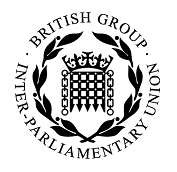 · BRITISH GROUP ·
INTER-PARLIAMENTARY UNION